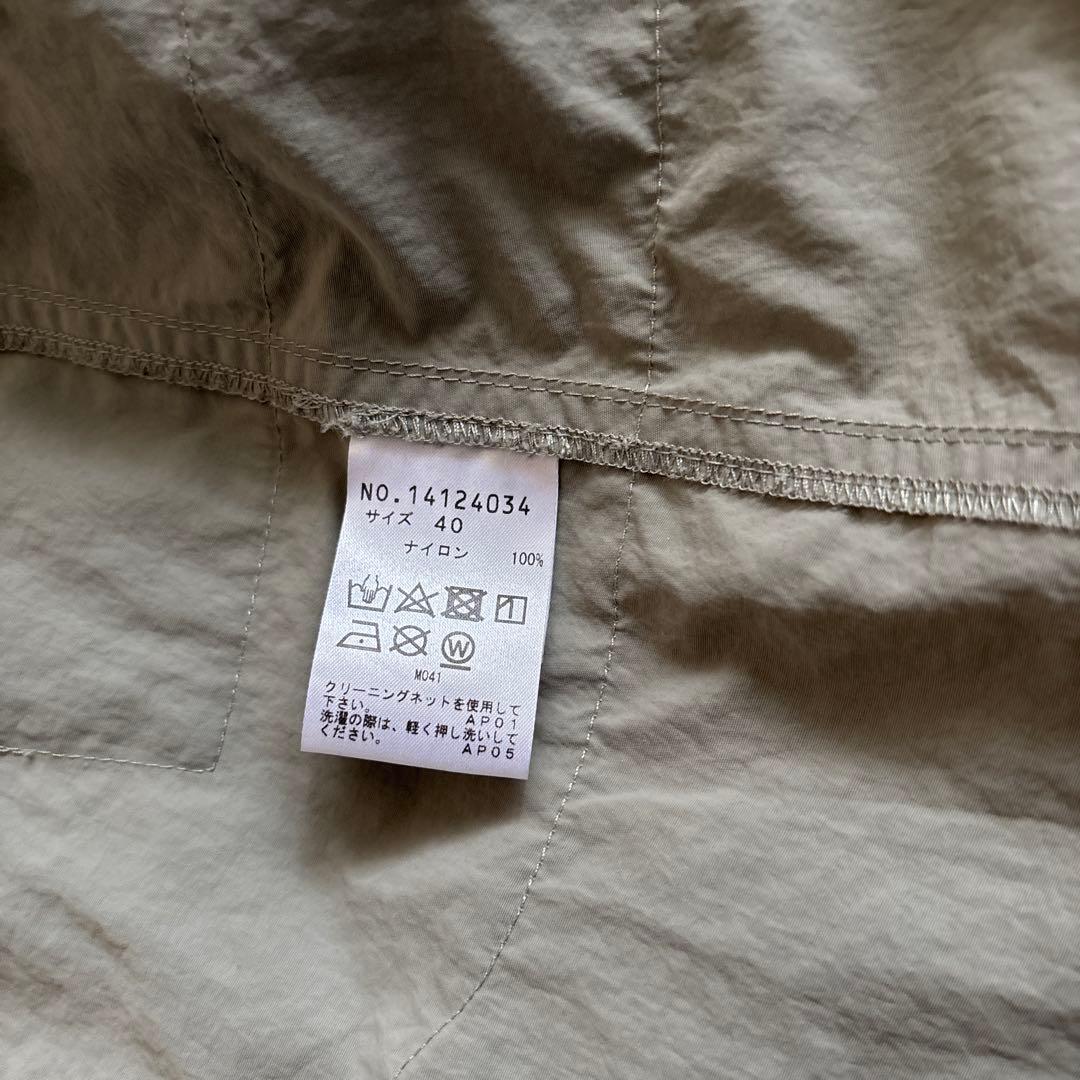 NO.14124034
サイズ 40
ナイロン 100%
W
M041
クリーニングネットを使用して
下さい。 AP01
洗濯の際は、軽く押し洗いして
ください。 AP05